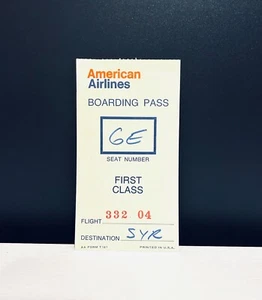 American
Airlines
BOARDING PASS
6E
SEAT NUMBER
FIRST
CLASS
FLIGHT 332 04
DESTINATION SYR
PRINTED IN U.S.A.